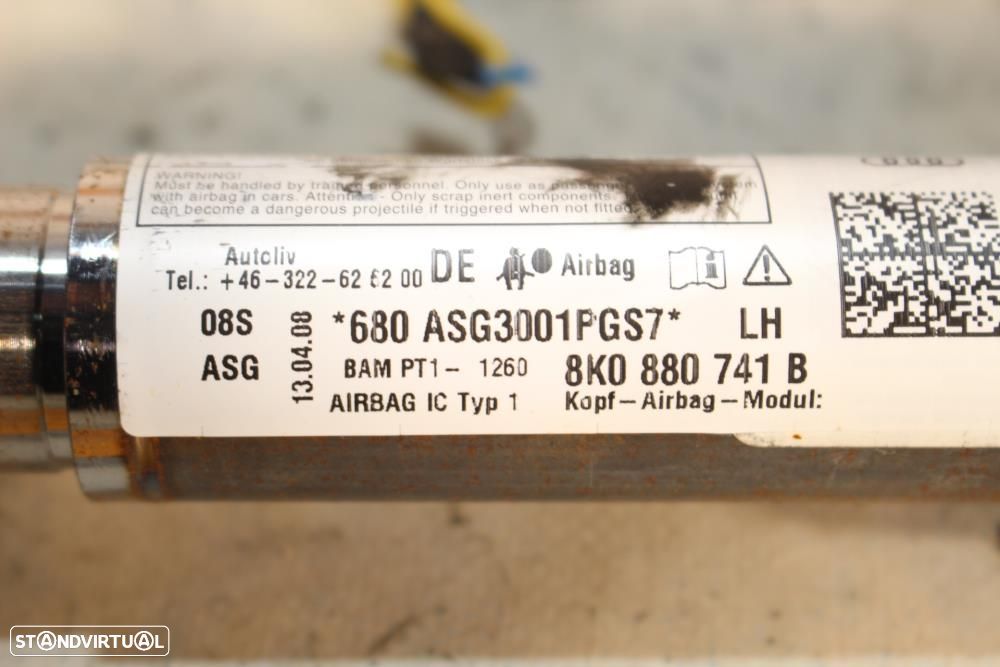 WARNING!
Must be handled by trained personnel. Only use as passenger
with airbag in cars. Attention - Only scrap inert components.
can become a dangerous projectile if triggered when not fitted
Autoliv
Tel.: +46-322-62 62 00
DE
Airbag
08S
ASG
13.04.08
*680 ASG3001PGS7*
LH
BAM PT1- 1260
8K0 880 741 B
AIRBAG IC Typ 1
Kopf-Airbag-Modul:
STANDVIRTUAL